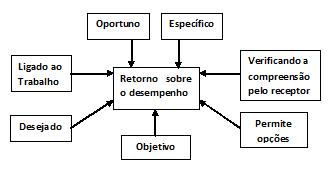 Oportuno
Específico
Ligado ao
Trabalho
Retorno sobre
o desempenho
Verificando a
compreensão
pelo receptor
Desejado
Objetivo
Permite
opções